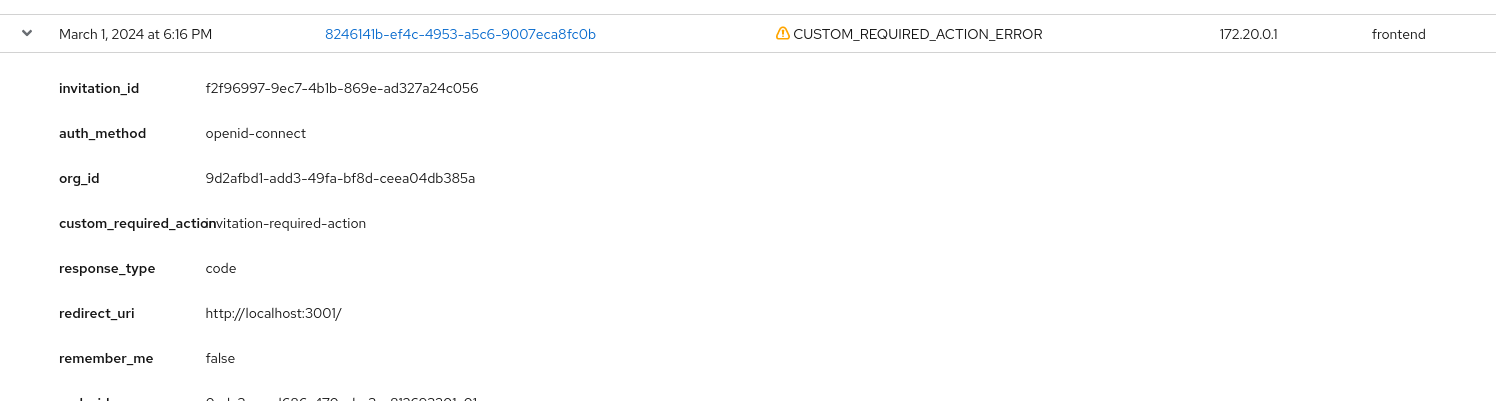 March 1, 2024 at 6:16 PM 8246141b-ef4c-4953-a5c6-9007eca8fc0b CUSTOM_REQUIRED_ACTION_ERROR 172.20.0.1 frontend
invitation_id f2f96997-9ec7-4b1b-869e-ad327a24c056
auth_method openid-connect
org_id 9d2afbd1-add3-49fa-bf8d-ceea04db385a
custom_required_action invitation-required-action
response_type code
redirect_uri http://localhost:3001/
remember_me false